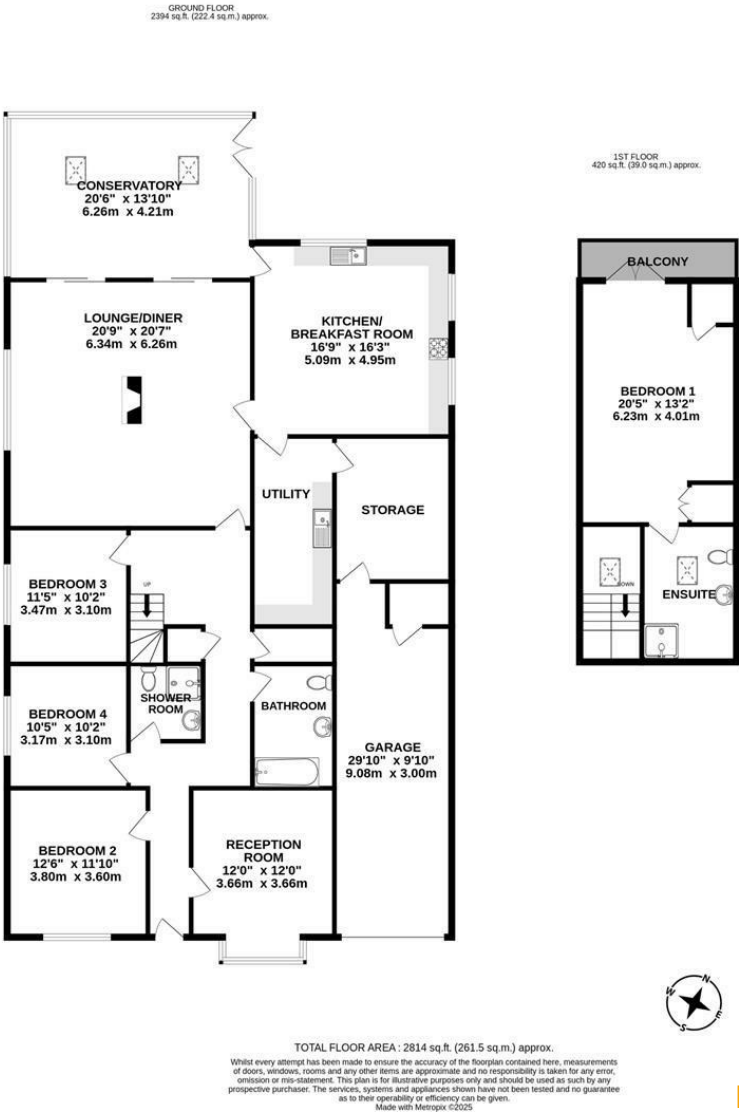 GROUND FLOOR
2394 sq.ft. (222.4 sq.m.) approx.
CONSERVATORY
20'6" x 13'10"
6.26m x 4.21m
LOUNGE/DINER
20'9" x 20'7"
6.34m x 6.26m
KITCHEN/
BREAKFAST ROOM
16'9" x 16'3"
5.09m x 4.95m
UTILITY
STORAGE
BEDROOM 3
11'5" x 10'2"
3.47m x 3.10m
UP
SHOWER
ROOM
BEDROOM 4
10'5" x 10'2"
3.17m x 3.10m
BATHROOM
GARAGE
29'10" x 9'10"
9.08m x 3.00m
BEDROOM 2
12'6" x 11'10"
3.80m x 3.60m
RECEPTION
ROOM
12'0" x 12'0"
3.66m x 3.66m
1ST FLOOR
420 sq.ft. (39.0 sq.m.) approx.
BALCONY
BEDROOM 1
20'5" x 13'2"
6.23m x 4.01m
DOWN
ENSUITE
N
W
E
S
TOTAL FLOOR AREA : 2814 sq.ft. (261.5 sq.m.) approx.
Whilst every attempt has been made to ensure the accuracy of the floorplan contained here, measurements
of doors, windows, rooms and any other items are approximate and no responsibility is taken for any error,
omission or mis-statement. This plan is for illustrative purposes only and should be used as such by any
prospective purchaser. The services, systems and appliances shown have not been tested and no guarantee
as to their operability or efficiency can be given.
Made with Metropix ©2025